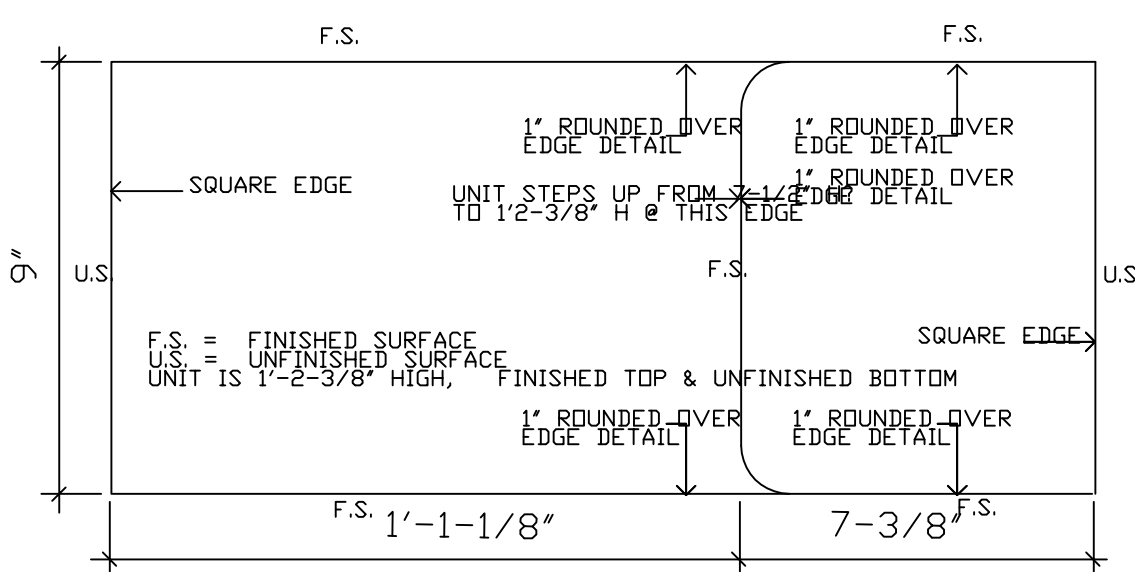 F.S.
F.S.
1" ROUNDED OVER
EDGE DETAIL
1" ROUNDED OVER
EDGE DETAIL
1" ROUNDED OVER
EDGE DETAIL
SQUARE EDGE
UNIT STEPS UP FROM 7-1/2" H?
TO 1'2-3/8" H @ THIS EDGE
9"
U.S.
F.S.
U.S
SQUARE EDGE
F.S. = FINISHED SURFACE
U.S. = UNFINISHED SURFACE
UNIT IS 1'-2-3/8" HIGH, FINISHED TOP & UNFINISHED BOTTOM
1" ROUNDED OVER
EDGE DETAIL
1" ROUNDED OVER
EDGE DETAIL
F.S.
1'-1-1/8"
7-3/8"
F.S.